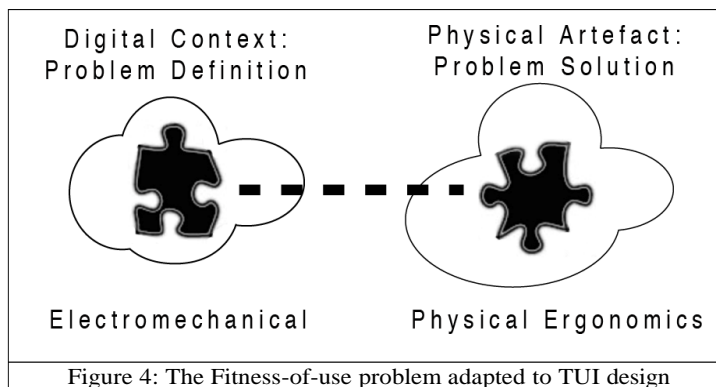 Digital Context:
Problem Definition
Physical Artefact:
Problem Solution
Electromechanical
Physical Ergonomics
Figure 4: The Fitness-of-use problem adapted to TUI design